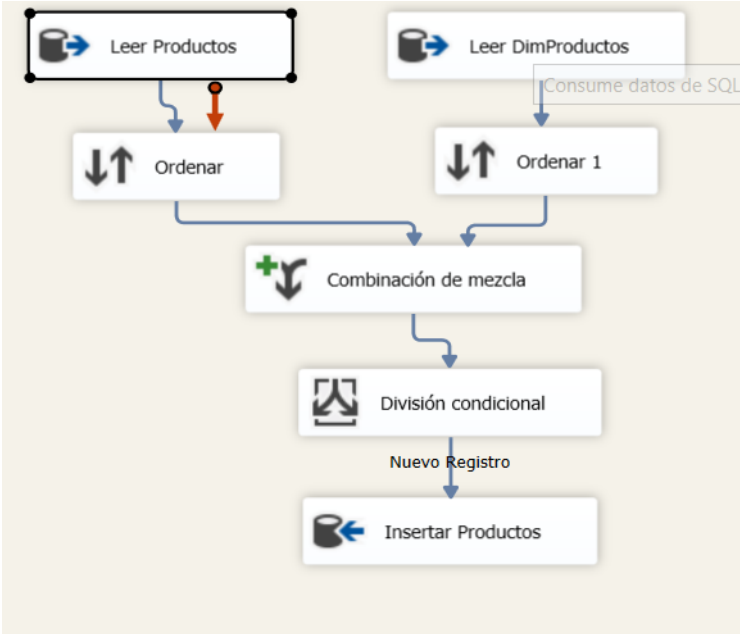 Leer Productos
Leer DimProductos
Consume datos de SQL
Ordenar
Ordenar 1
Combinación de mezcla
División condicional
Nuevo Registro
Insertar Productos